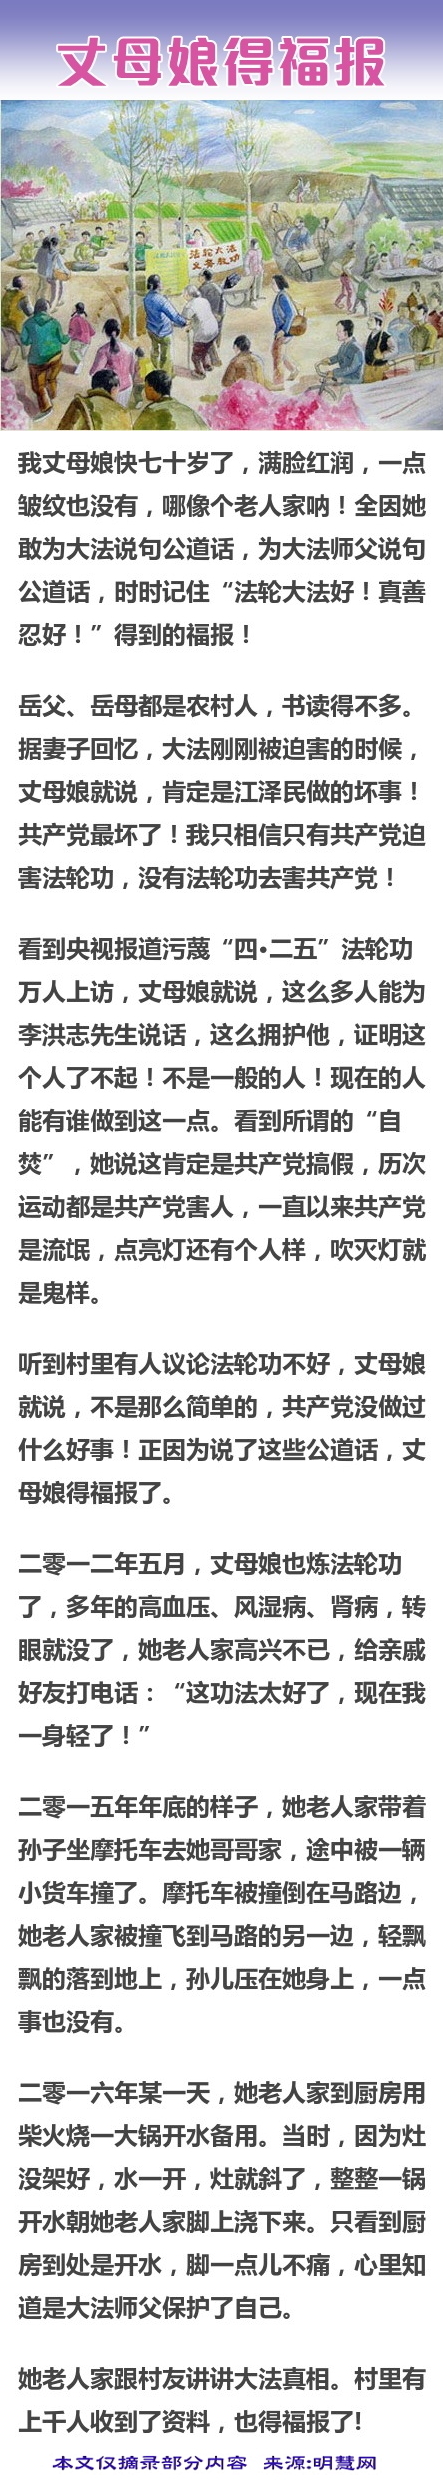 丈母娘得福报
法轮大法
义务教功
我丈母娘快七十岁了，满脸红润，一点
皱纹也没有，哪像个老人家呐！全因她
敢为大法说句公道话，为大法师父说句
公道话，时时记住“法轮大法好！真善
忍好！”得到的福报！
岳父、岳母都是农村人，书读得不多。
据妻子回忆，大法刚刚被迫害的时候，
丈母娘就说，肯定是江泽民做的坏事！
共产党最坏了！我只相信只有共产党迫
害法轮功，没有法轮功去害共产党！
看到央视报道污蔑“四•二五”法轮功
万人上访，丈母娘就说，这么多人能为
李洪志先生说话，这么拥护他，证明这
个人了不起！不是一般的人！现在的人
能有谁做到这一点。看到所谓的“自
焚”，她说这肯定是共产党搞假，历次
运动都是共产党害人，一直以来共产党
是流氓，点亮灯还有个人样，吹灭灯就
是鬼样。
听到村里有人议论法轮功不好，丈母娘
就说，不是那么简单的，共产党没做过
什么好事！正因为说了这些公道话，丈
母娘得福报了。
二零一二年五月，丈母娘也炼法轮功
了，多年的高血压、风湿病、肾病，转
眼就没了，她老人家高兴不已，给亲戚
好友打电话：“这功法太好了，现在我
一身轻了！”
二零一五年年底的样子，她老人家带着
孙子坐摩托车去她哥哥家，途中被一辆
小货车撞了。摩托车被撞倒在马路边，
她老人家被撞飞到马路的另一边，轻飘
飘的落到地上，孙儿压在她身上，一点
事也没有。
二零一六年某一天，她老人家到厨房用
柴火烧一大锅开水备用。当时，因为灶
没架好，水一开，灶就斜了，整整一锅
开水朝她老人家脚上浇下来。只看到厨
房到处是开水，脚一点儿不痛，心里知
道是大法师父保护了自己。
她老人家跟村友讲讲大法真相。村里有
上千人收到了资料，也得福报了!
本文仅摘录部分内容 来源:明慧网